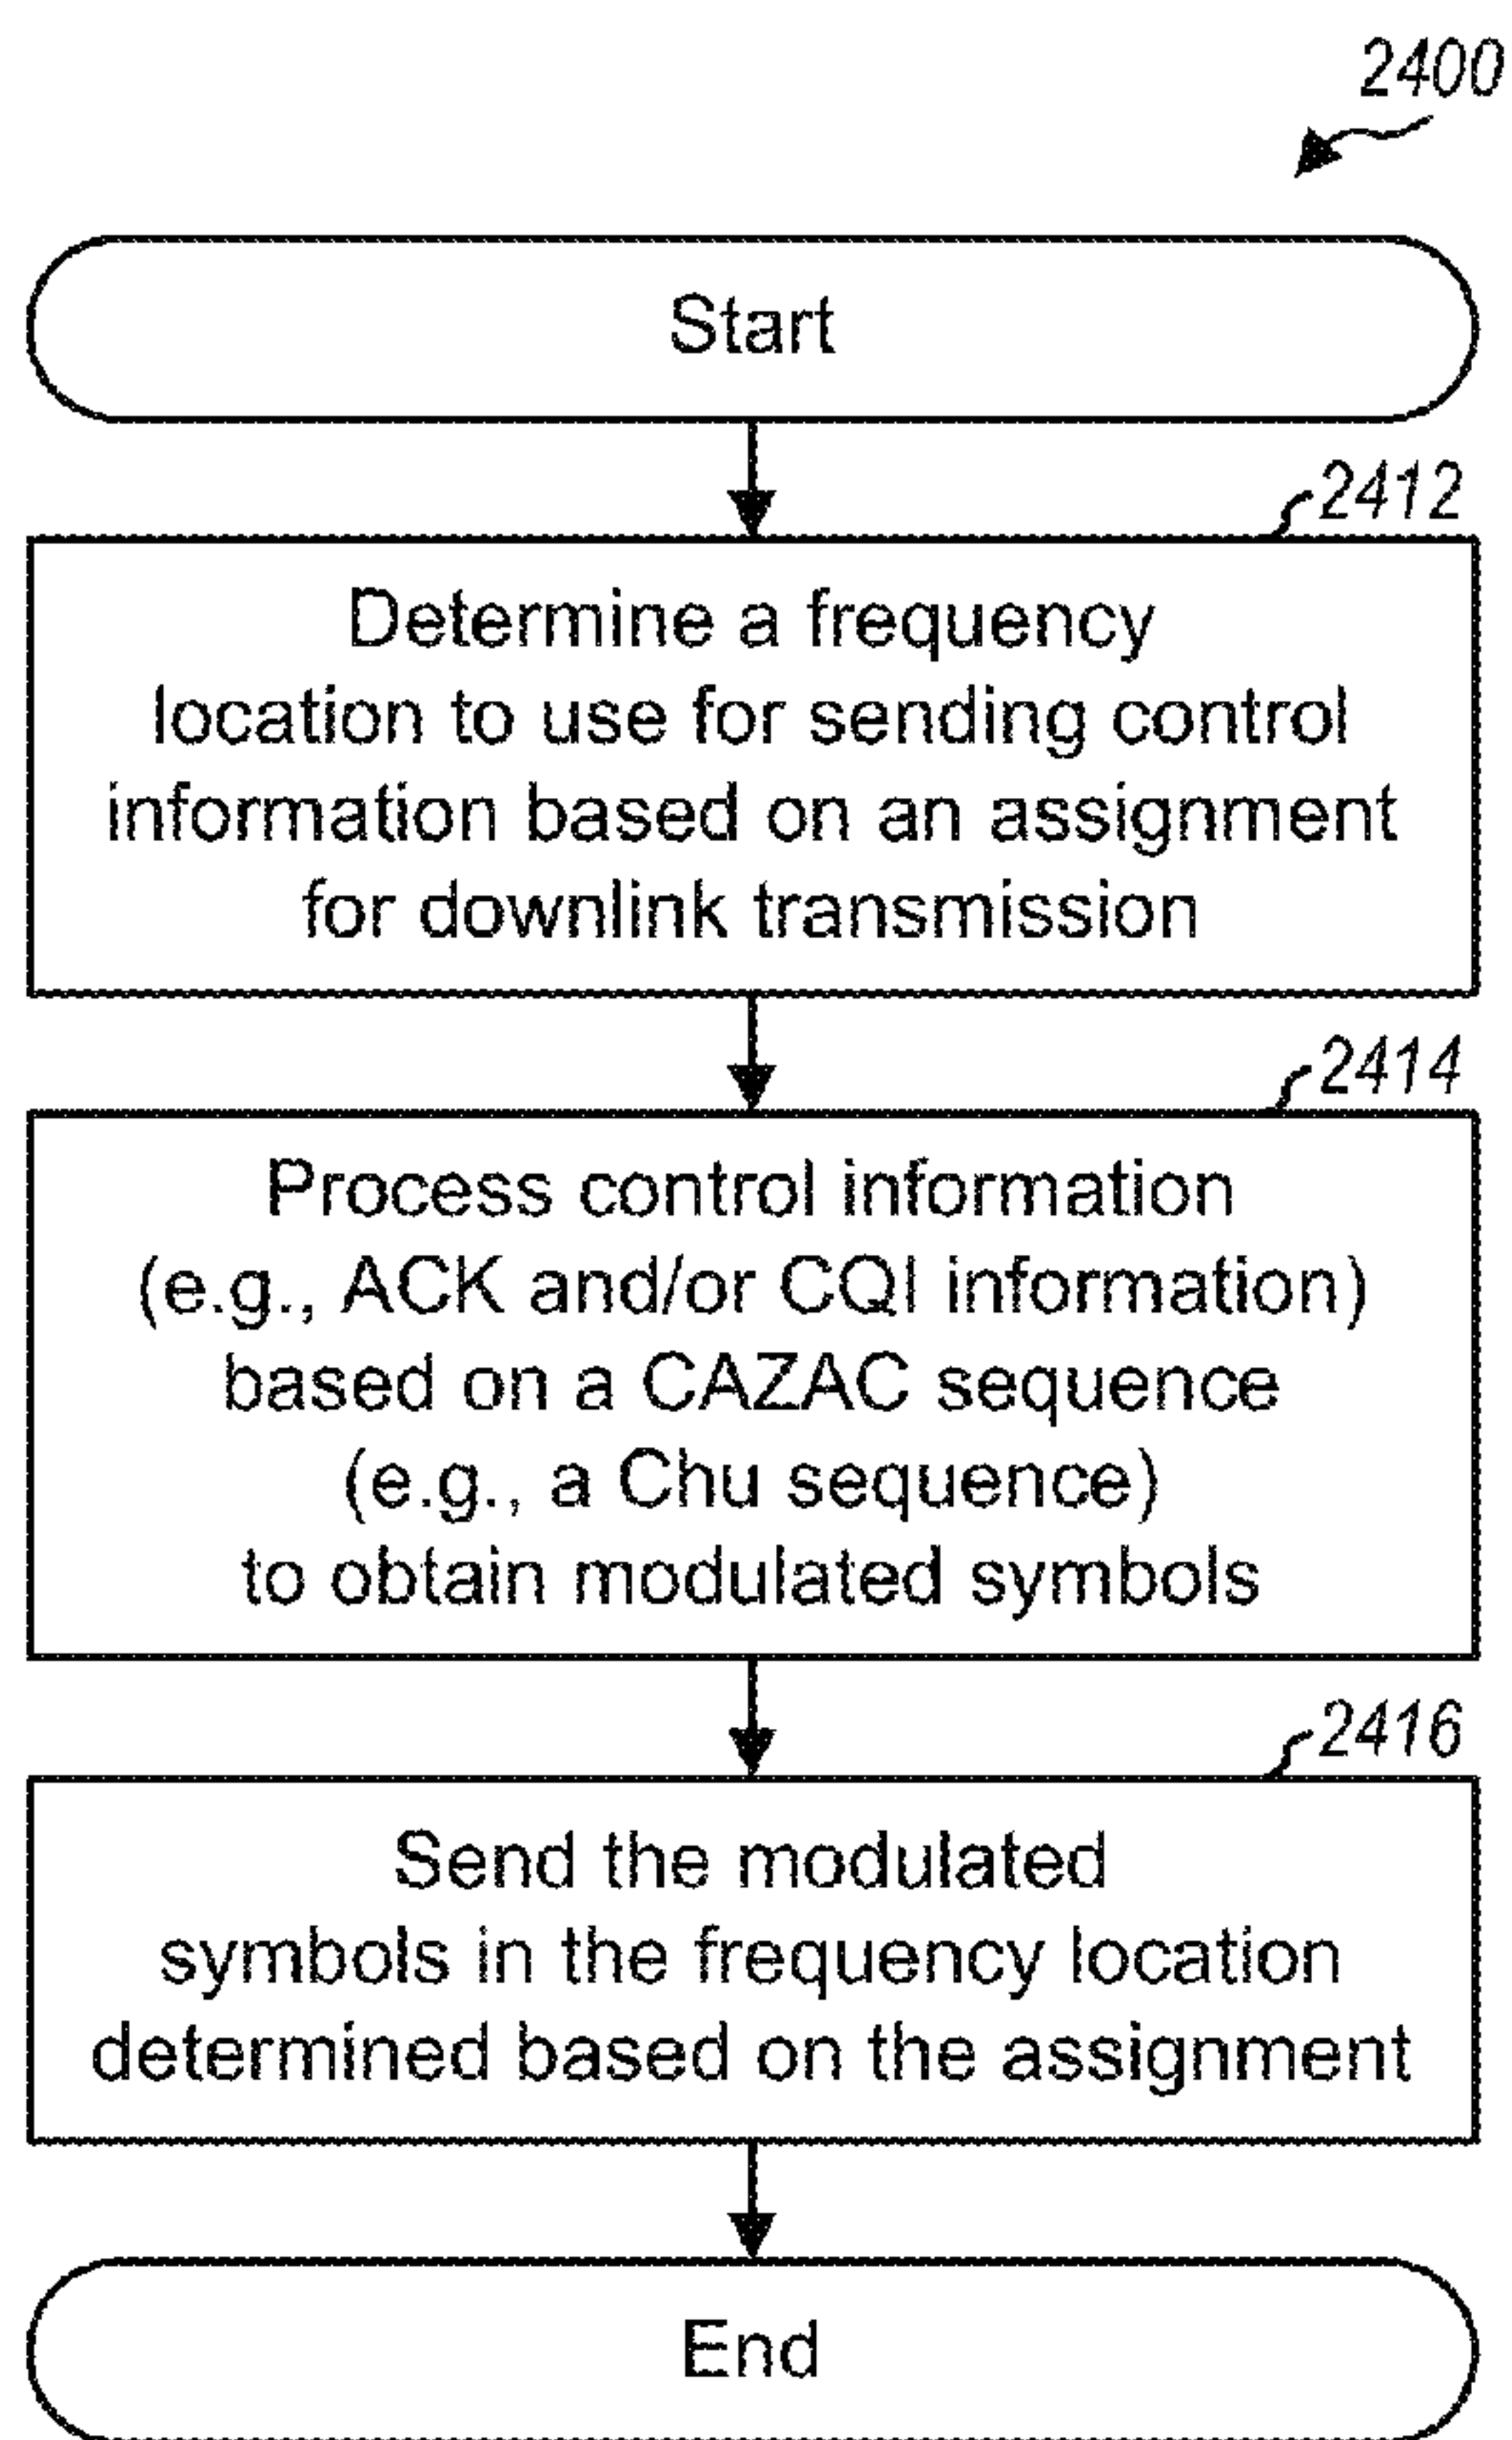 2400
Start
2412
Determine a frequency
location to use for sending control
information based on an assignment
for downlink transmission
2414
Process control information
(e.g., ACK and/or CQI information)
based on a CAZAC sequence
(e.g., a Chu sequence)
to obtain modulated symbols
2416
Send the modulated
symbols in the frequency location
determined based on the assignment
End